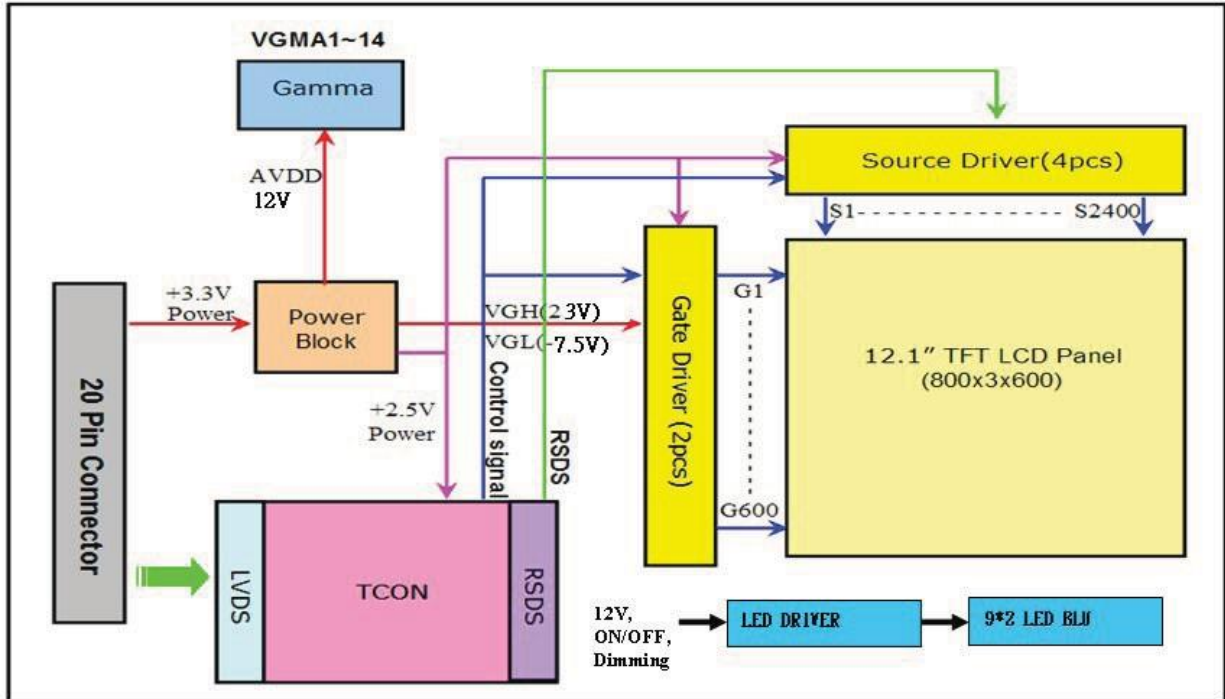 VGMA1~14
Gamma
AVDD
12V
Source Driver(4pcs)
S1
S2400
20 Pin Connector
+3.3V
Power
Power
Block
VGH(23V)
VGL(-7.5V)
+2.5V
Power
Control signal
RSDS
Gate Driver (2pcs)
G1
G600
12.1" TFT LCD Panel
(800x3x600)
LVDS
TCON
RSDS
12V,
ON/OFF,
Dimming
LED DRIVER
9*2 LED BLU